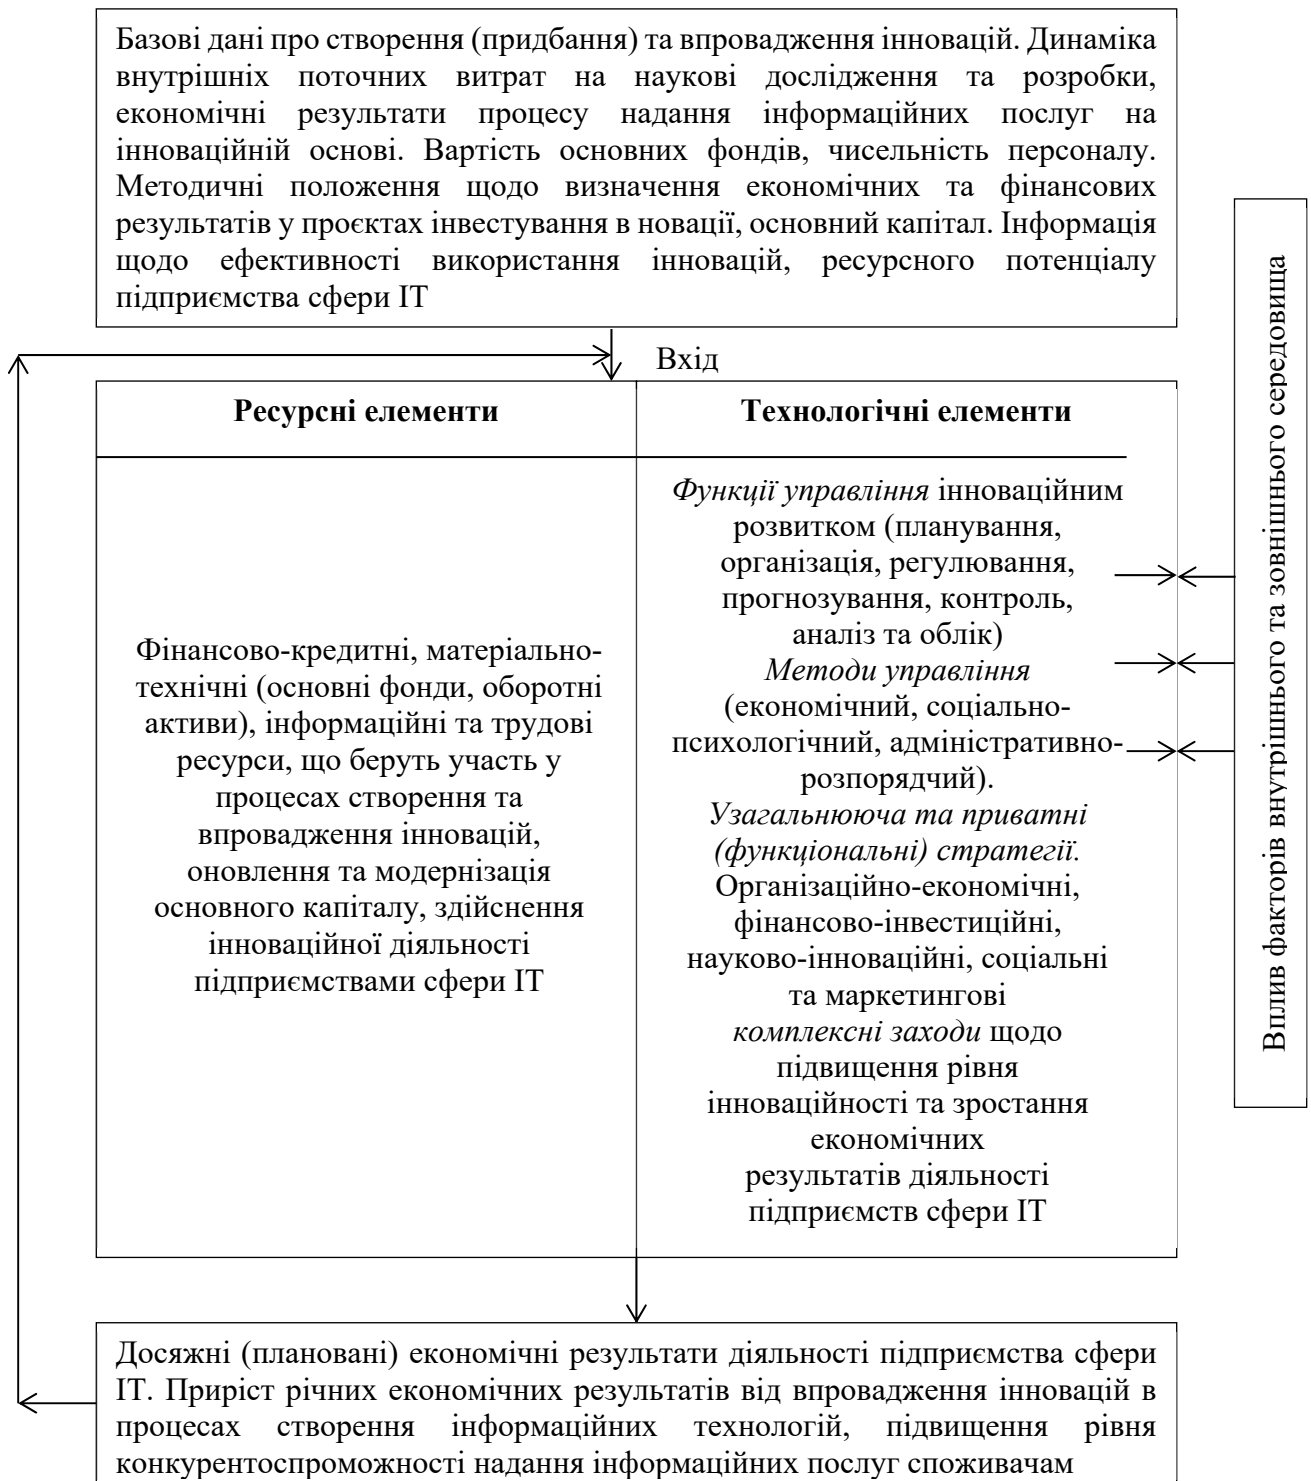 Базові дані про створення (придбання) та впровадження інновацій. Динаміка
внутрішніх поточних витрат на наукові дослідження та розробки,
економічні результати процесу надання інформаційних послуг на
інноваційній основі. Вартість основних фондів, чисельність персоналу.
Методичні положення щодо визначення економічних та фінансових
результатів у проєктах інвестування в новації, основний капітал. Інформація
щодо ефективності використання інновацій, ресурсного потенціалу
підприємства сфери ІТ
Вхід
Ресурсні елементи
Фінансово-кредитні, матеріально-
технічні (основні фонди, оборотні
активи), інформаційні та трудові
ресурси, що беруть участь у
процесах створення та
впровадження інновацій,
оновлення та модернізація
основного капіталу, здійснення
інноваційної діяльності
підприємствами сфери ІТ
Технологічні елементи
Функції управління інноваційним
розвитком (планування,
організація, регулювання,
прогнозування, контроль,
аналіз та облік)
Методи управління
(економічний, соціально-
психологічний, адміністративно-
розпорядчий).
Узагальнююча та приватні
(функціональні) стратегії.
Організаційно-економічні,
фінансово-інвестиційні,
науково-інноваційні, соціальні
та маркетингові
комплексні заходи щодо
підвищення рівня
інноваційності та зростання
економічних
результатів діяльності
підприємств сфери ІТ
Вплив факторів внутрішнього та зовнішнього середовища
Досяжні (плановані) економічні результати діяльності підприємства сфери
ІТ. Приріст річних економічних результатів від впровадження інновацій в
процесах створення інформаційних технологій, підвищення рівня
конкурентоспроможності надання інформаційних послуг споживачам